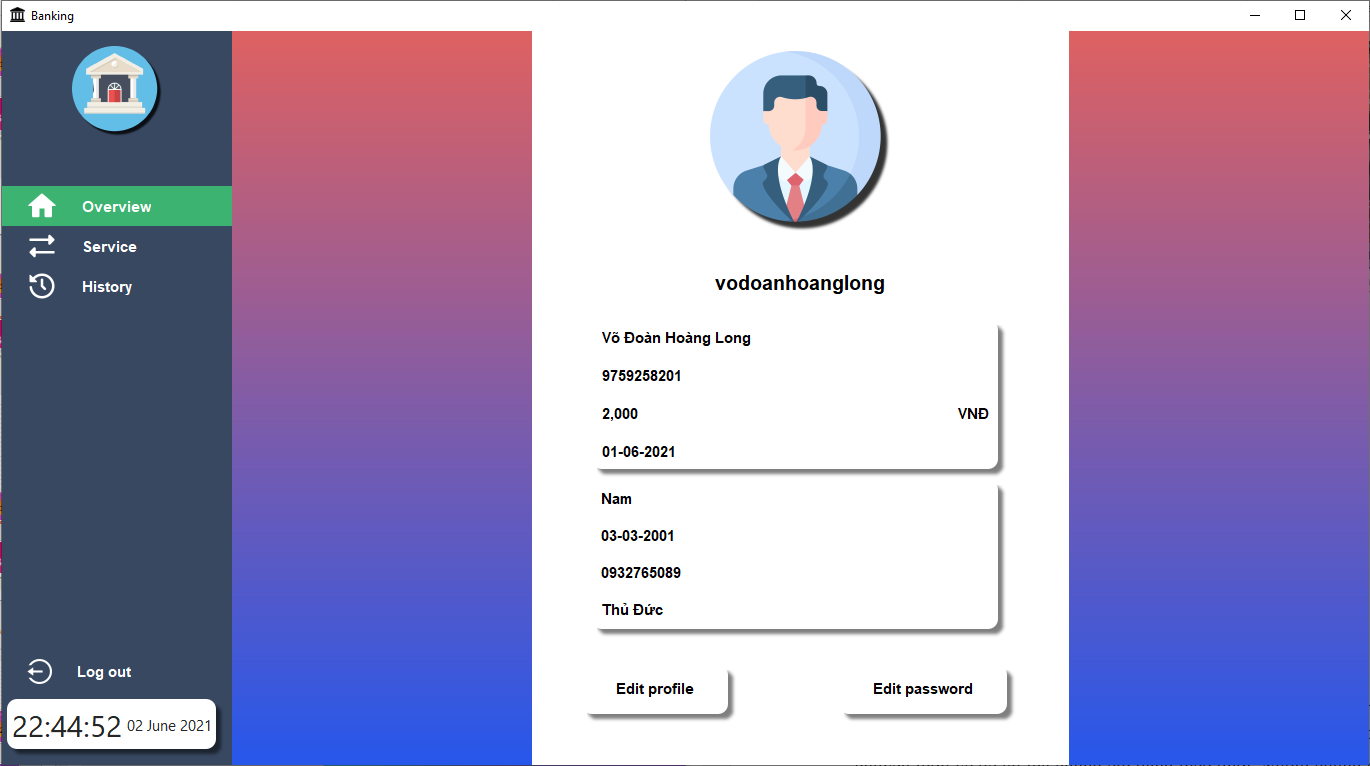 Banking
Overview
Service
History
Log out
22:44:52 02 June 2021
vodoanhoanglong
Võ Đoàn Hoàng Long
9759258201
2,000 VNĐ
01-06-2021
Nam
03-03-2001
0932765089
Thủ Đức
Edit profile Edit password